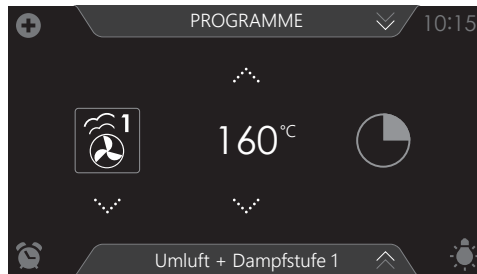 PROGRAMME
10:15
1
160°C
Umluft + Dampfstufe 1